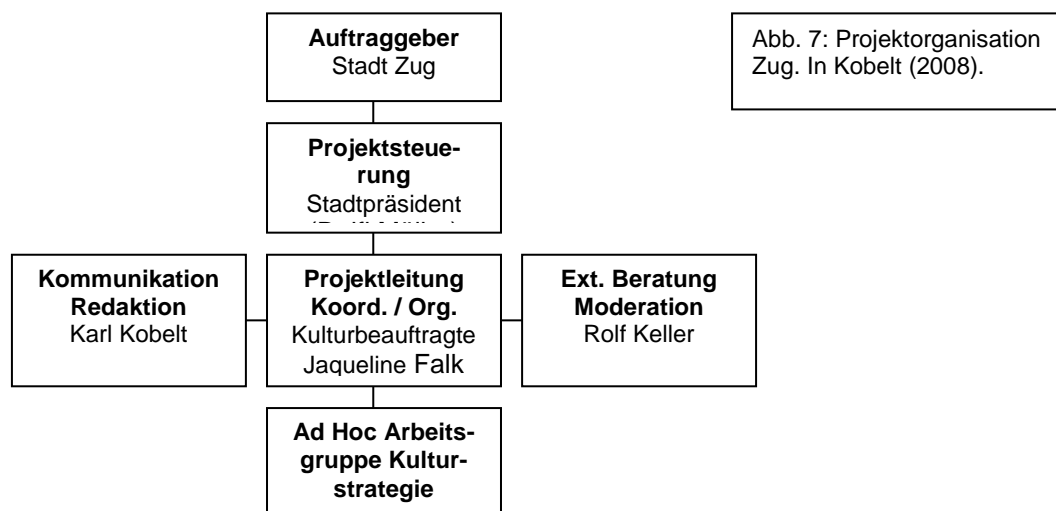 Auftraggeber
Stadt Zug
Abb. 7: Projektorganisation
Zug. In Kobelt (2008).
Projektsteue-
rung
Stadtpräsident
Kommunikation
Redaktion
Karl Kobelt
Projektleitung
Koord. / Org.
Kulturbeauftragte
Jaqueline Falk
Ext. Beratung
Moderation
Rolf Keller
Ad Hoc Arbeits-
gruppe Kultur-
strategie